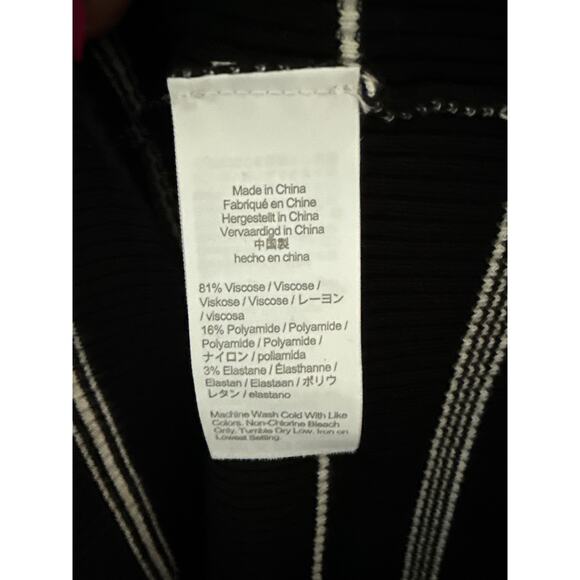 Made in China
Fabriqué en Chine
Hergestellt in China
Vervaardigd in China
中国製
hecho en china
81% Viscose / Viscose /
Viskose / Viscose / レーヨン
/ viscosa
16% Polyamide / Polyamide /
Polyamide / Polyamide /
ナイロン / poliamida
3% Elastane / Élasthanne /
Elastan / Elastaan / ポリウ
レタン / elastano
Machine Wash Cold With Like
Colors. Non-Chlorine Bleach
Only. Tumble Dry Low. Iron on
Lowest Setting.